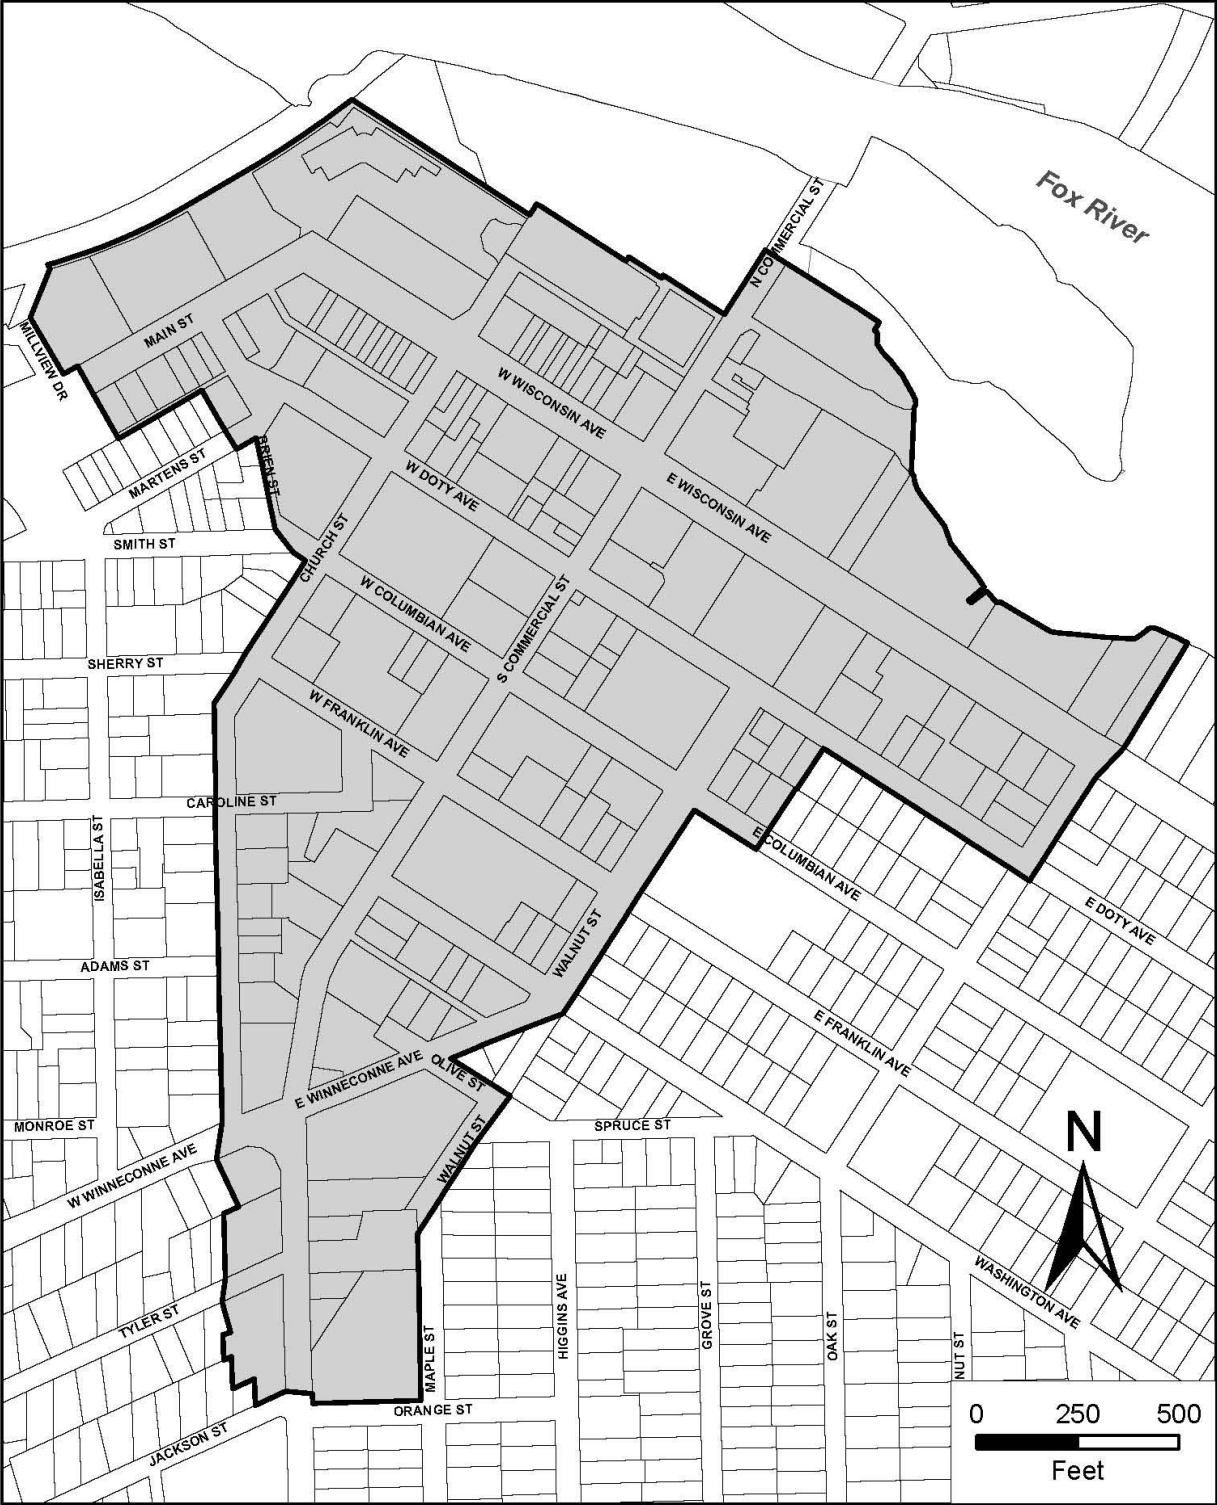 N COMMERCIAL ST
Fox River
MAIN ST
MILLVIEW DR
W WISCONSIN AVE
MARTENS ST
BRIEN ST
W DOTY AVE
E WISCONSIN AVE
SMITH ST
CHURCH ST
W COLUMBIAN AVE
S COMMERCIAL ST
SHERRY ST
W FRANKLIN AVE
CAROLINE ST
ISABELLA ST
E COLUMBIAN AVE
E DOTY AVE
WALNUT ST
ADAMS ST
E FRANKLIN AVE
E WINNECONNE AVE
OLIVE ST
MONROE ST
SPRUCE ST
N
WALNUT ST
W WINNECONNE AVE
WASHINGTON AVE
TYLER ST
HIGGINS AVE
GROVE ST
OAK ST
NUT ST
MAPLE ST
ORANGE ST
JACKSON ST
0 250 500
Feet